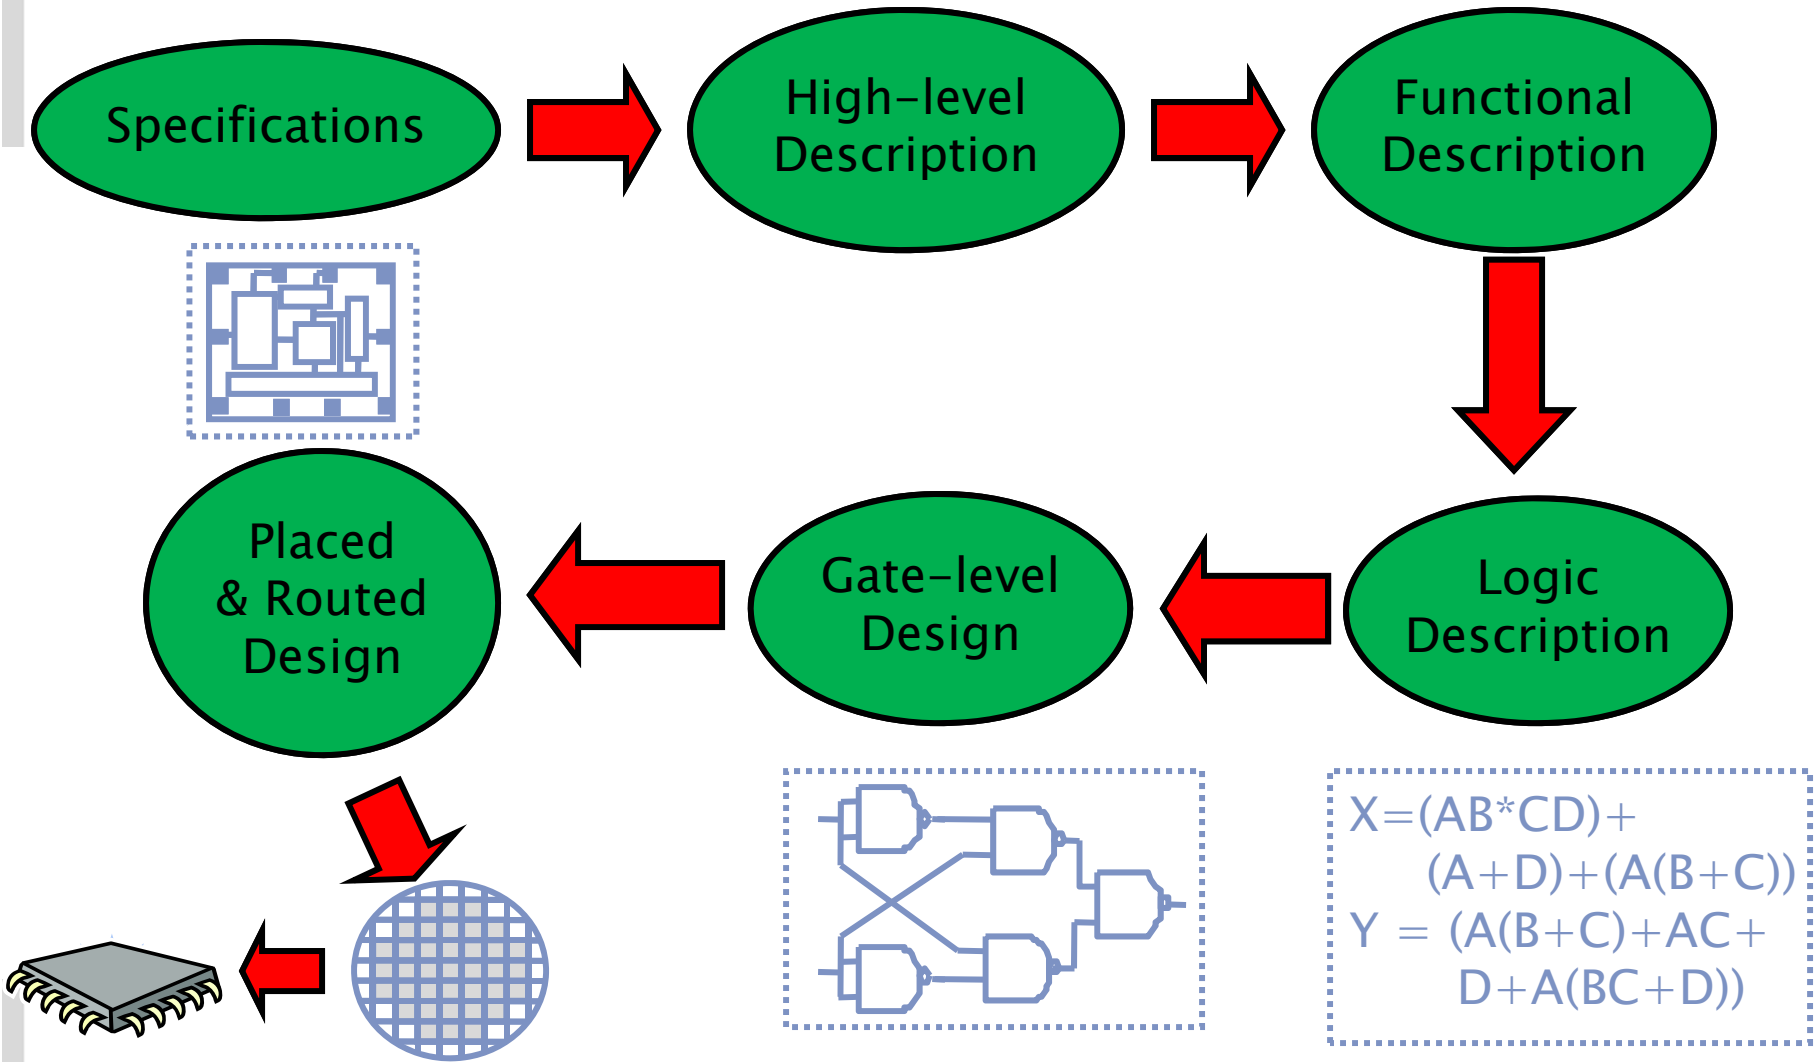 Specifications
High-level
Description
Functional
Description
Placed
& Routed
Design
Gate-level
Design
Logic
Description
X=(AB*CD)+
(A+D)+(A(B+C))
Y = (A(B+C)+AC+
D+A(BC+D))